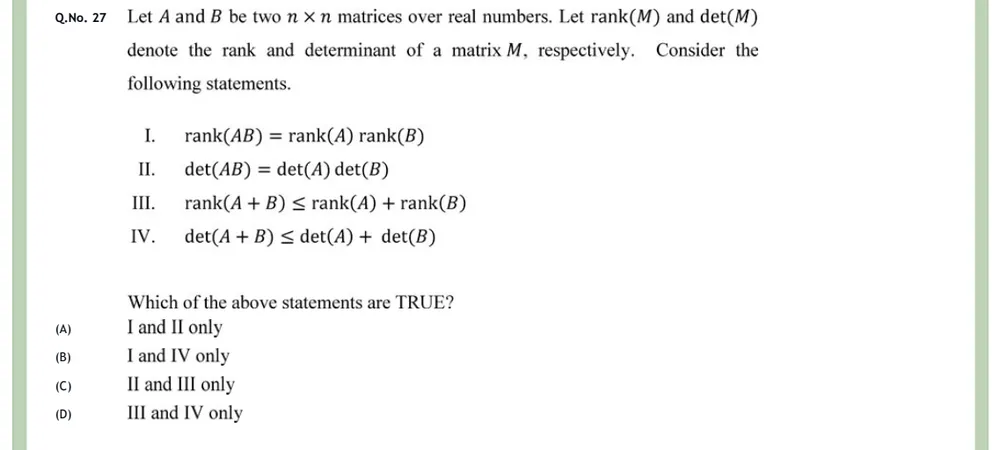 Q.No. 27 Let A and B be two n × n matrices over real numbers. Let rank(M) and det(M)
denote the rank and determinant of a matrix M, respectively. Consider the
following statements.
I. rank(AB) = rank(A) rank(B)
II. det(AB) = det(A) det(B)
III. rank(A + B) ≤ rank(A) + rank(B)
IV. det(A + B) ≤ det(A) + det(B)
Which of the above statements are TRUE?
(A) I and II only
(B) I and IV only
(C) II and III only
(D) III and IV only